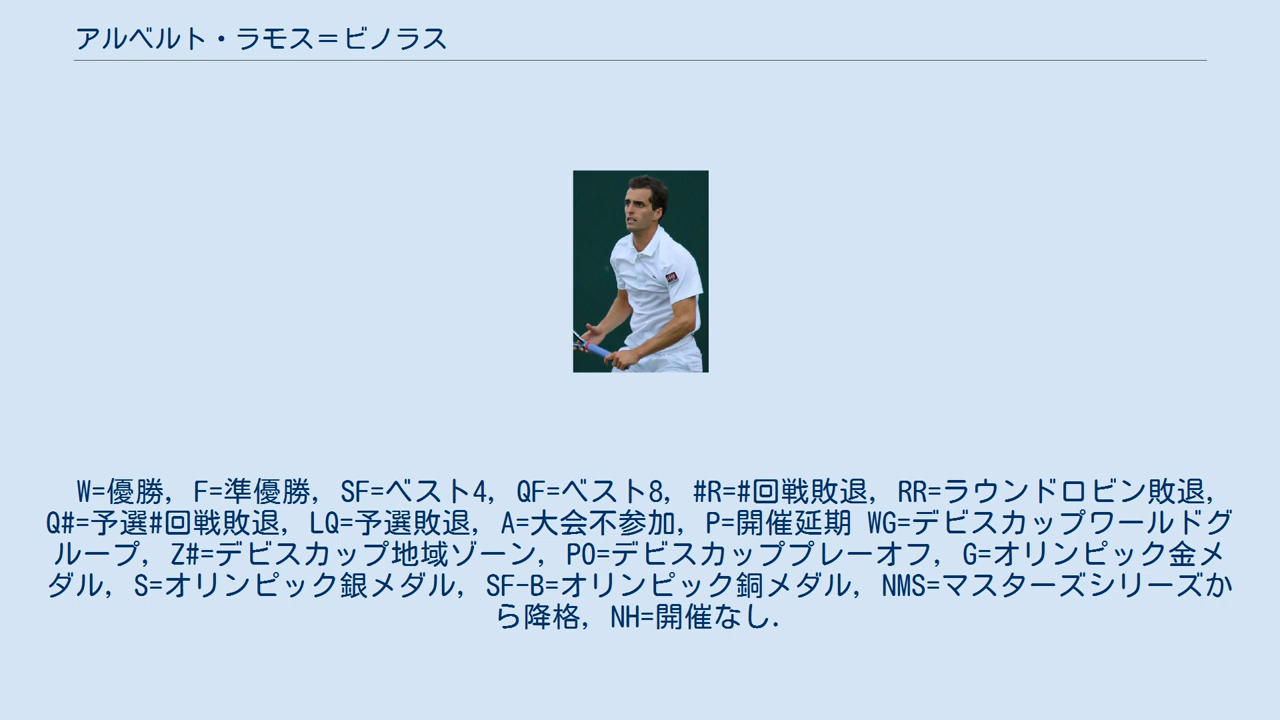 アルベルト・ラモス＝ビノラス
W=優勝, F=準優勝, SF=ベスト4, QF=ベスト8, #R=#回戦敗退, RR=ラウンドロビン敗退,
Q#=予選#回戦敗退, LQ=予選敗退, A=大会不参加, P=開催延期 WG=デビスカップワールドグ
ループ, Z#=デビスカップ地域ゾーン, PO=デビスカッププレーオフ, G=オリンピック金メ
ダル, S=オリンピック銀メダル, SF-B=オリンピック銅メダル, NMS=マスターズシリーズか
ら降格, NH=開催なし.